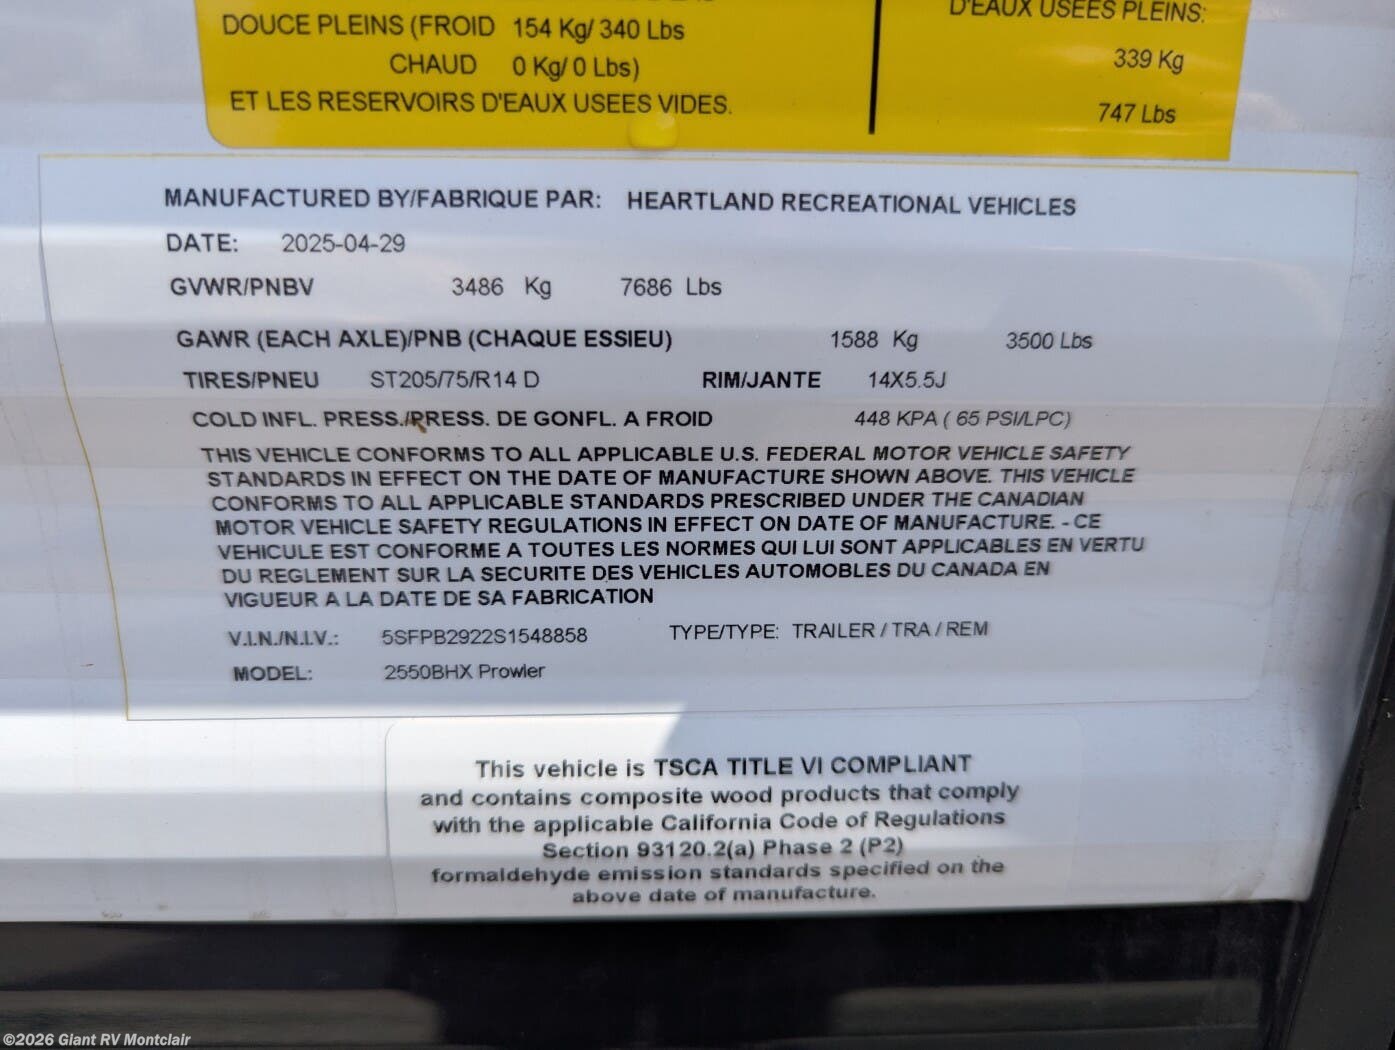 DOUCE PLEINS (FROID 154 Kg/ 340 Lbs
CHAUD 0 Kg/ 0 Lbs)
ET LES RESERVOIRS D'EAUX USEES VIDES.
D'EAUX USEES PLEINS:
339 Kg
747 Lbs
MANUFACTURED BY/FABRIQUE PAR: HEARTLAND RECREATIONAL VEHICLES
DATE: 2025-04-29
GVWR/PNBV 3486 Kg 7686 Lbs
GAWR (EACH AXLE)/PNB (CHAQUE ESSIEU) 1588 Kg 3500 Lbs
TIRES/PNEU ST205/75/R14 D RIM/JANTE 14X5.5J
COLD INFL. PRESS./PRESS. DE GONFL. A FROID 448 KPA ( 65 PSI/LPC)
THIS VEHICLE CONFORMS TO ALL APPLICABLE U.S. FEDERAL MOTOR VEHICLE SAFETY
STANDARDS IN EFFECT ON THE DATE OF MANUFACTURE SHOWN ABOVE. THIS VEHICLE
CONFORMS TO ALL APPLICABLE STANDARDS PRESCRIBED UNDER THE CANADIAN
MOTOR VEHICLE SAFETY REGULATIONS IN EFFECT ON DATE OF MANUFACTURE. - CE
VEHICULE EST CONFORME A TOUTES LES NORMES QUI LUI SONT APPLICABLES EN VERTU
DU REGLEMENT SUR LA SECURITE DES VEHICLES AUTOMOBLES DU CANADA EN
VIGUEUR A LA DATE DE SA FABRICATION
V.I.N./N.I.V.: 5SFPB2922S1548858 TYPE/TYPE: TRAILER / TRA / REM
MODEL: 2550BHX Prowler
This vehicle is TSCA TITLE VI COMPLIANT
and contains composite wood products that comply
with the applicable California Code of Regulations
Section 93120.2(a) Phase 2 (P2)
formaldehyde emission standards specified on the
above date of manufacture.
©2026 Giant RV Montclair